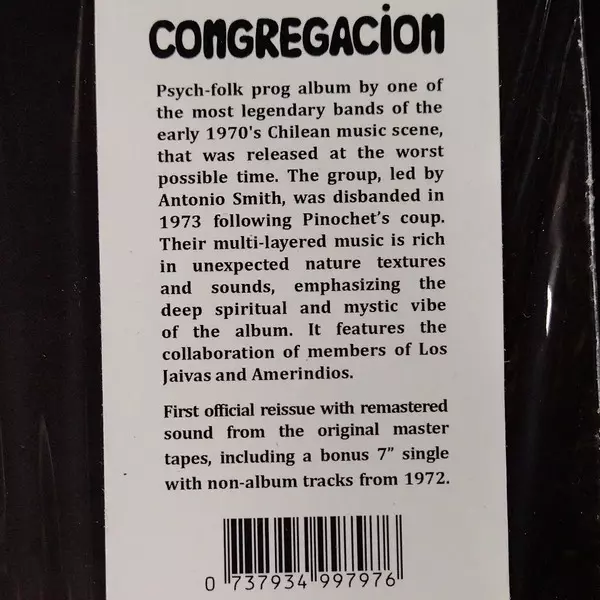 CONGREGACION
Psych-folk prog album by one of
the most legendary bands of the
early 1970's Chilean music scene,
that was released at the worst
possible time. The group, led by
Antonio Smith, was disbanded in
1973 following Pinochet's coup.
Their multi-layered music is rich
in unexpected nature textures
and sounds, emphasizing the
deep spiritual and mystic vibe
of the album. It features the
collaboration of members of Los
Jaivas and Amerindios.
First official reissue with remastered
sound from the original master
tapes, including a bonus 7” single
with non-album tracks from 1972.
0 737934 997976